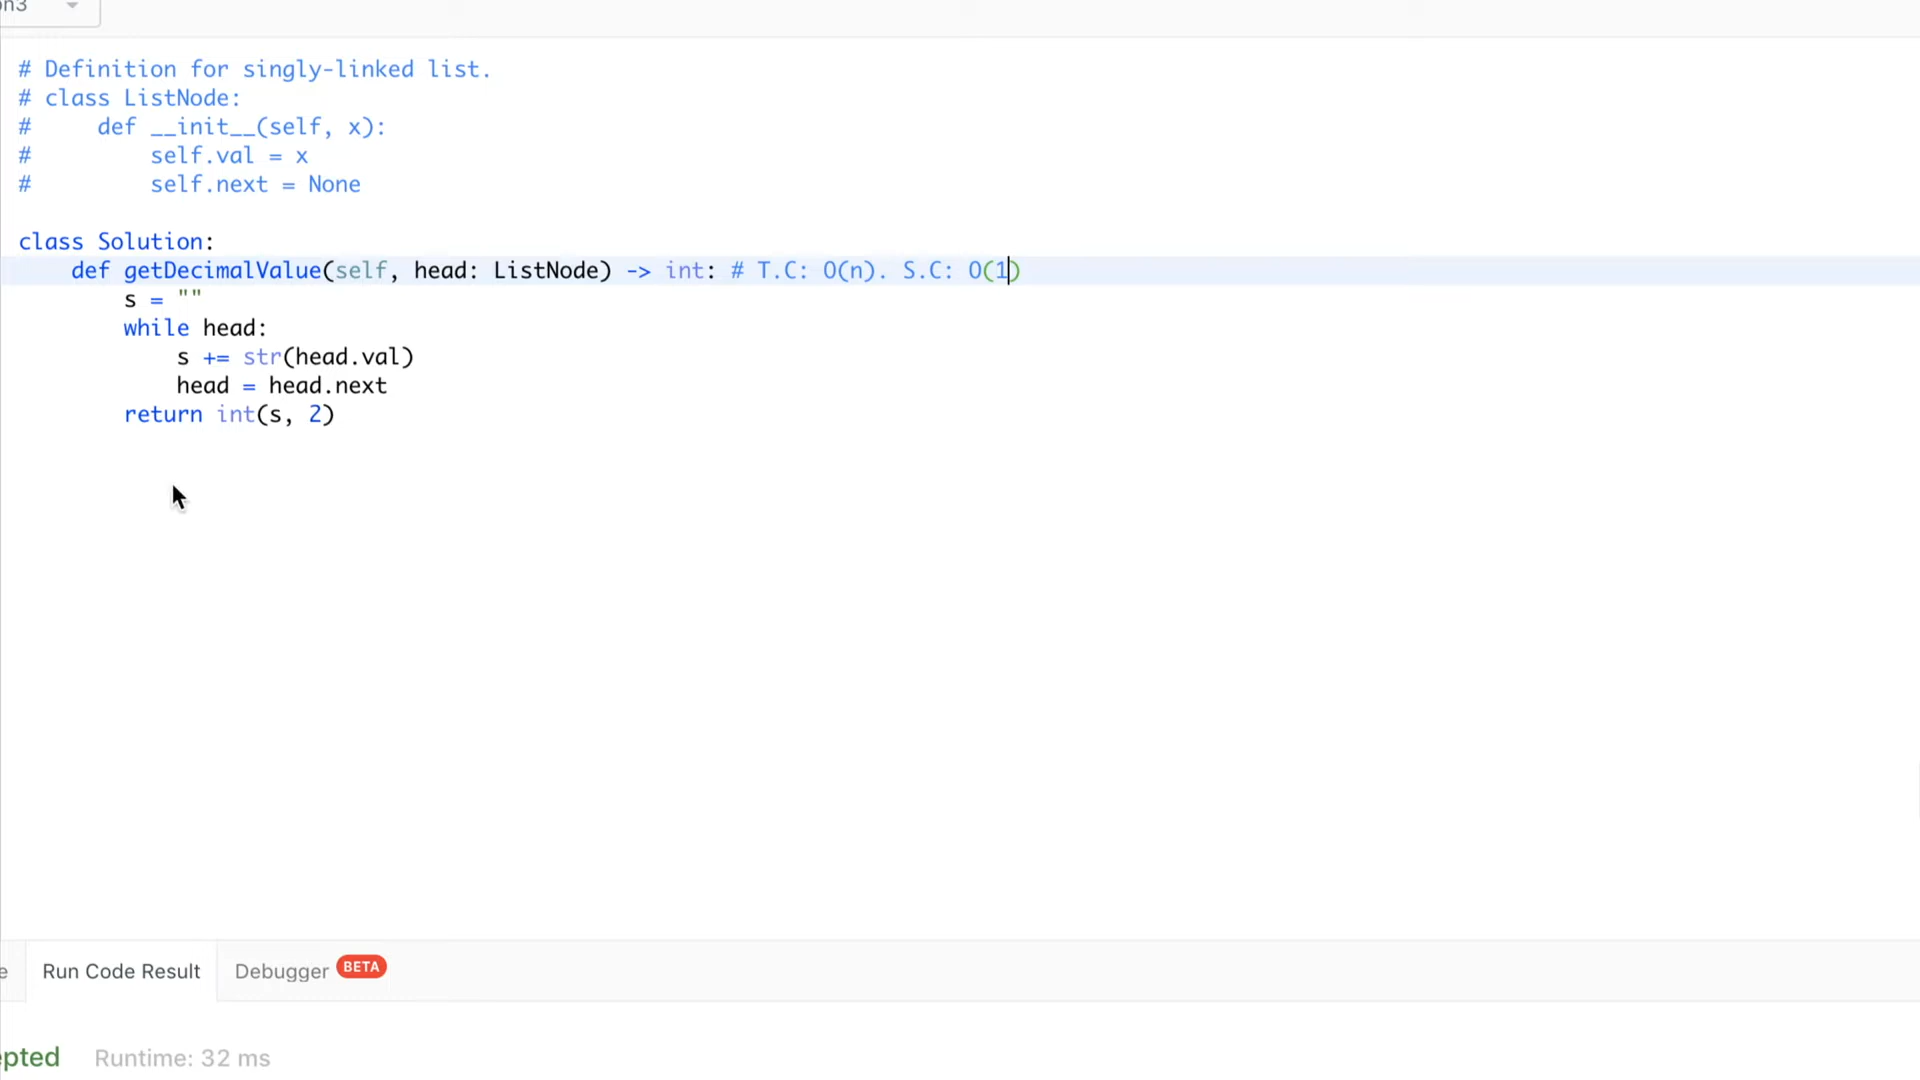 on3
# Definition for singly-linked list.
# class ListNode:
#     def __init__(self, x):
#         self.val = x
#         self.next = None
class Solution:
    def getDecimalValue(self, head: ListNode) -> int: # T.C: O(n). S.C: O(1)
        s = ""
        while head:
            s += str(head.val)
            head = head.next
        return int(s, 2)
e Run Code Result Debugger BETA
epted Runtime: 32 ms